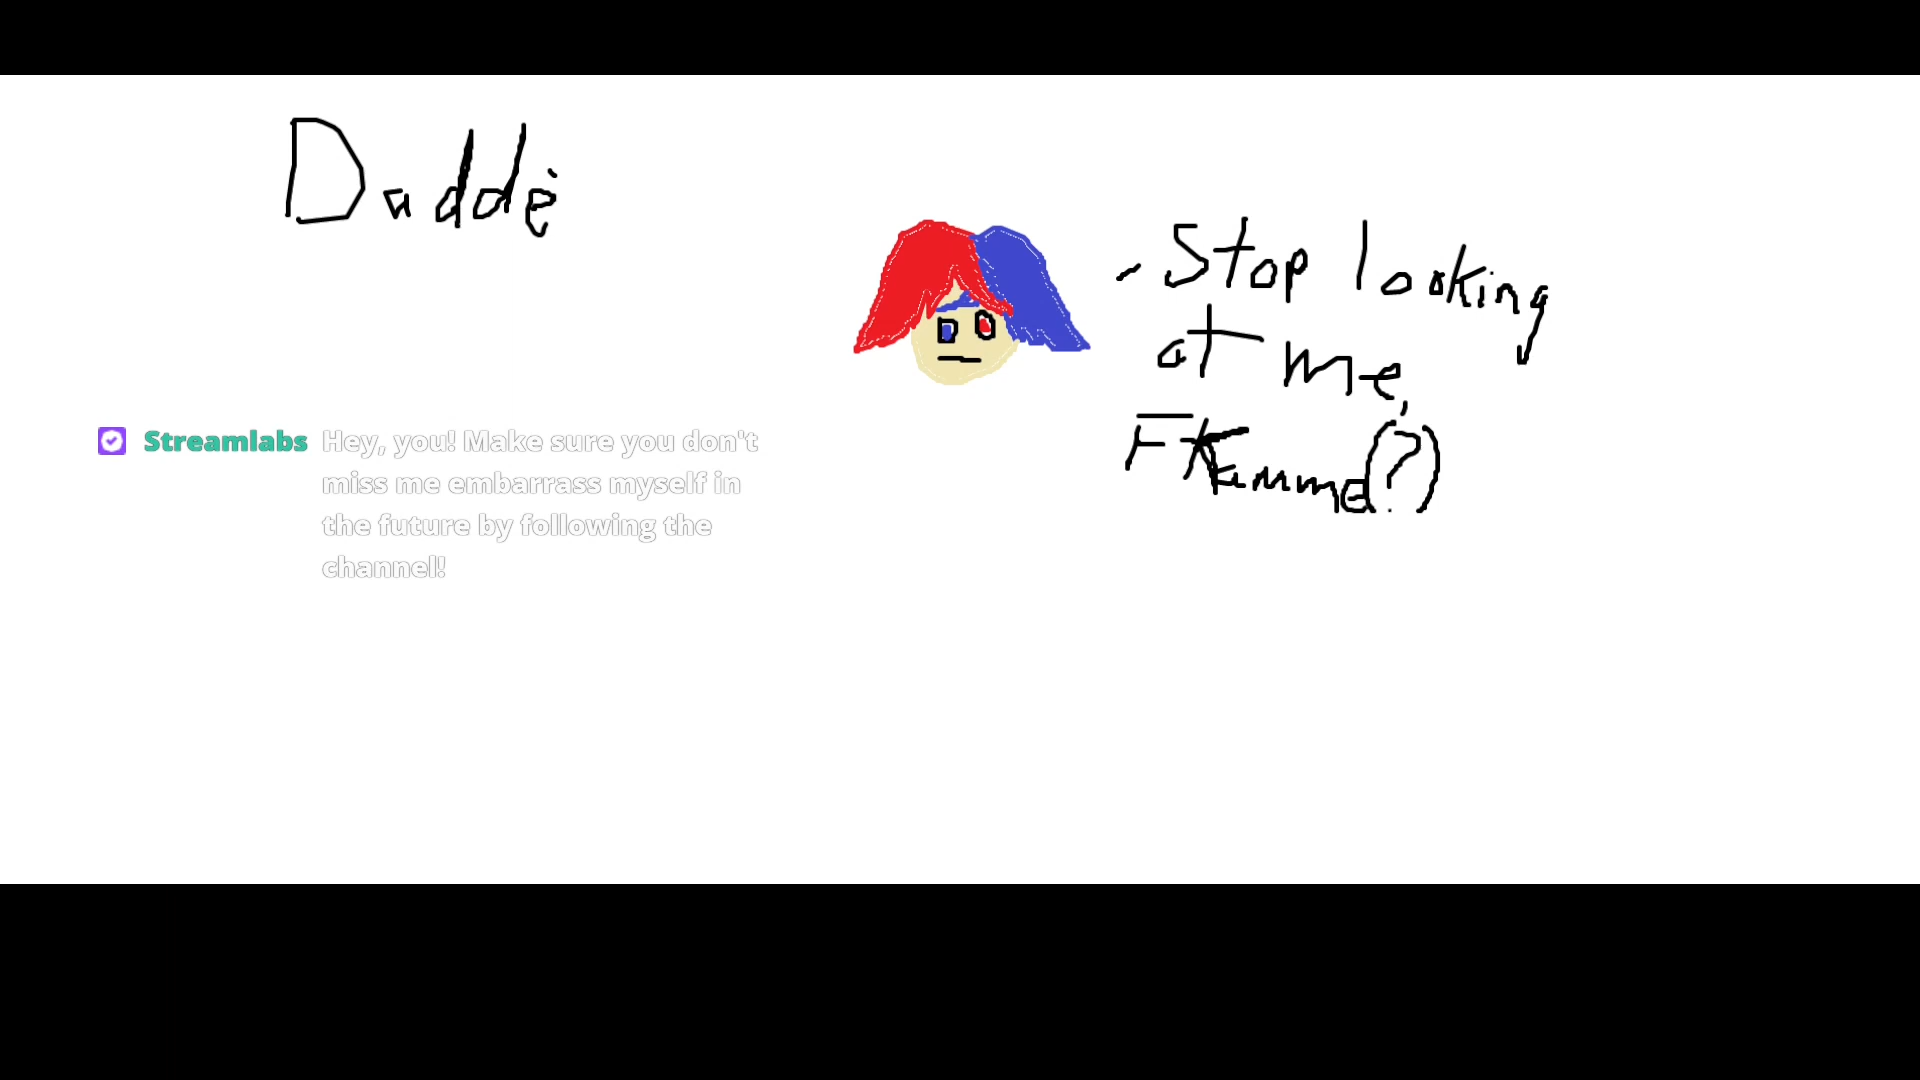 Daddė
- Stop looking
at me,
Streamlabs Hey, you! Make sure you don't
miss me embarrass myself in
the future by following the
channel!